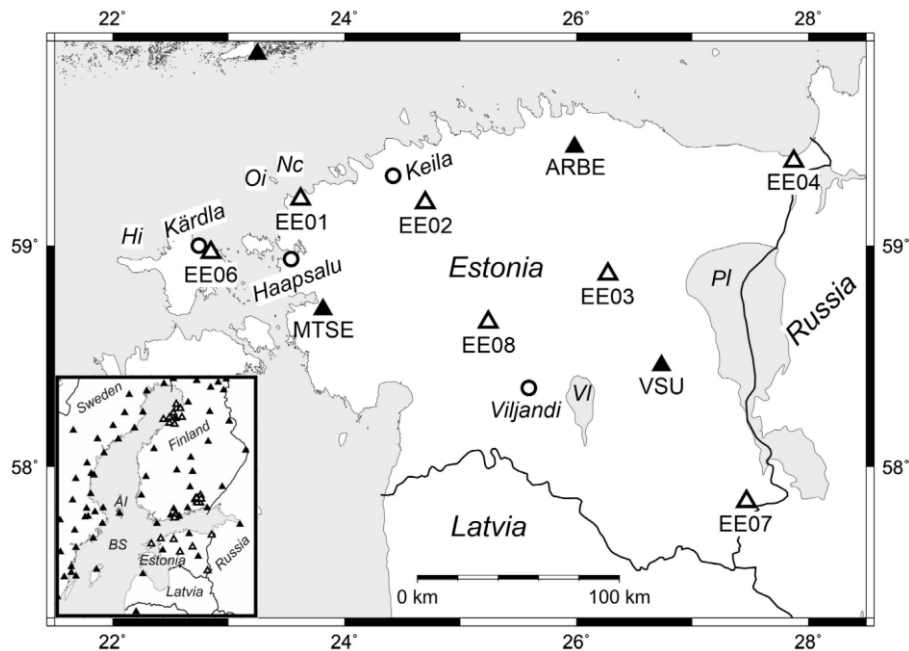 22°
24°
26°
28°
Nc
Keila
Oi
ARBE
EE04
EE01
EE02
Kärdla
Hi
59°
59°
EE06
Haapsalu
Estonia
Pl
EE03
Russia
MTSE
EE08
VSU
Viljandi
Vl
Sweden
Finland
Ål
BS
Estonia
Russia
Latvia
58°
58°
EE07
Latvia
0 km
100 km
22°
24°
26°
28°